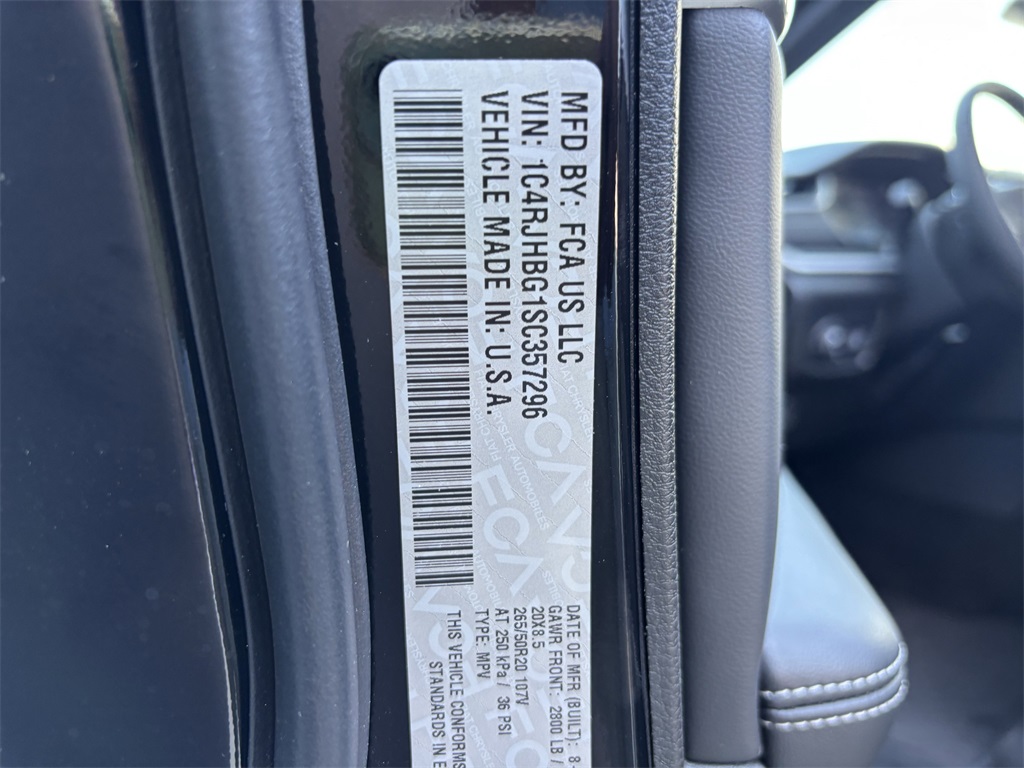 MFD BY: FCA US LLC
VIN: 1C4RJHBG1SC357296
VEHICLE MADE IN: U.S.A.
DATE OF MFR (BUILT): 8-
GAWR FRONT: 2800 LB /
20X8.5
265/50R20 107V
AT 250 kPa / 36 PSI
TYPE: MPV
THIS VEHICLE CONFORMS
STANDARDS IN E